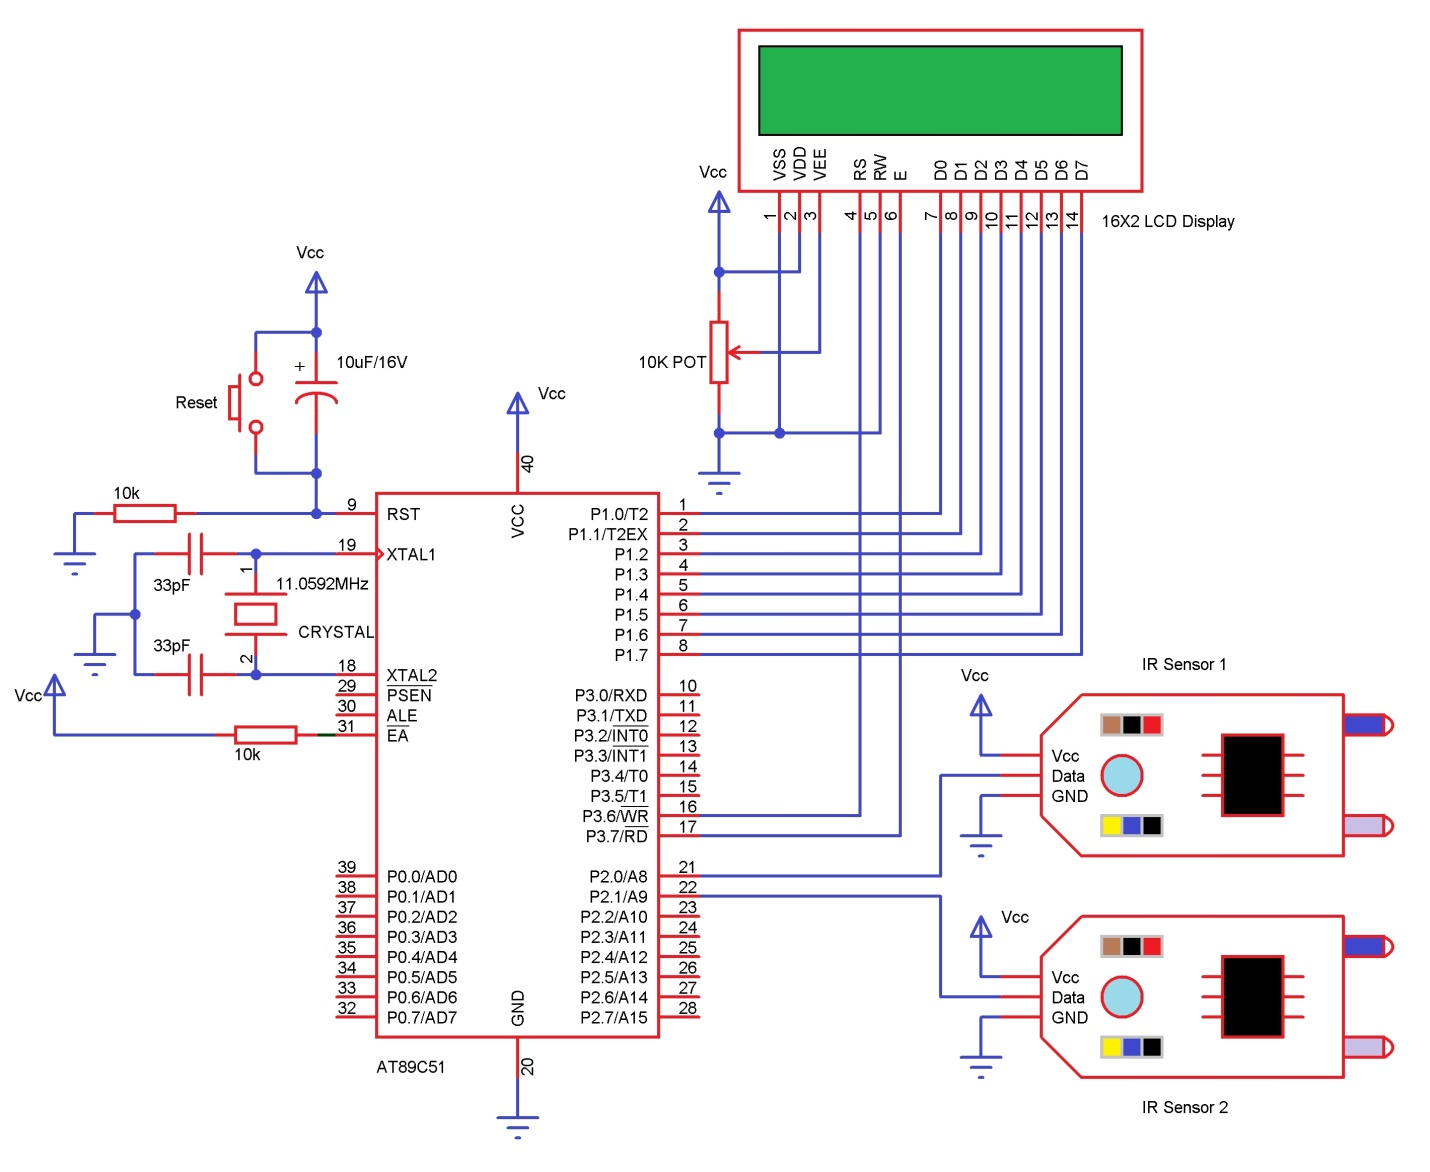 VSS
VDD
VEE
RS
RW
E
D0
D1
D2
D3
D4
D5
D6
D7
1
2
3
4
5
6
7
8
9
10
11
12
13
14
16X2 LCD Display
Vcc
10K POT
Vcc
+
10uF/16V
Reset
Vcc
40
10k
33pF
1
11.0592MHz
CRYSTAL
33pF
2
Vcc
10k
9 RST
19 XTAL1
18 XTAL2
29 PSEN
30 ALE
31 EA
39 P0.0/AD0
38 P0.1/AD1
37 P0.2/AD2
36 P0.3/AD3
35 P0.4/AD4
34 P0.5/AD5
33 P0.6/AD6
32 P0.7/AD7
VCC
GND
20
AT89C51
P1.0/T2 1
P1.1/T2EX 2
P1.2 3
P1.3 4
P1.4 5
P1.5 6
P1.6 7
P1.7 8
P3.0/RXD 10
P3.1/TXD 11
P3.2/INT0 12
P3.3/INT1 13
P3.4/T0 14
P3.5/T1 15
P3.6/WR 16
P3.7/RD 17
P2.0/A8 21
P2.1/A9 22
P2.2/A10 23
P2.3/A11 24
P2.4/A12 25
P2.5/A13 26
P2.6/A14 27
P2.7/A15 28
IR Sensor 1
Vcc
Vcc
Data
GND
Vcc
Vcc
Data
GND
IR Sensor 2